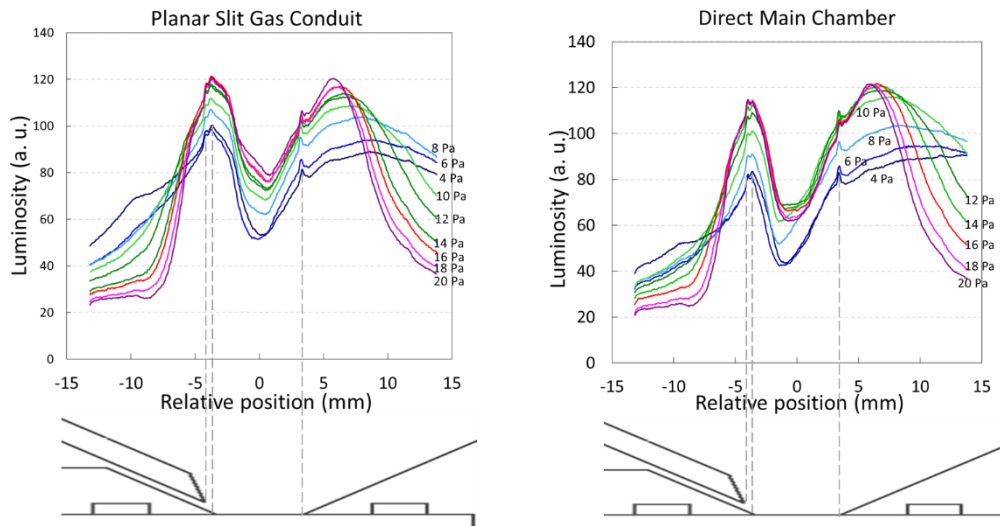 Planar Slit Gas Conduit
140
120
100
80
60
40
20
0
Luminosity (a. u.)
-15 -10 -5 0 5 10 15
Relative position (mm)
8 Pa
6 Pa
4 Pa
10 Pa
12 Pa
14 Pa
16 Pa
18 Pa
20 Pa
Direct Main Chamber
140
120
100
80
60
40
20
0
Luminosity (a. u.)
-15 -10 -5 0 5 10 15
Relative position (mm)
10 Pa
8 Pa
6 Pa
4 Pa
12 Pa
14 Pa
16 Pa
18 Pa
20 Pa